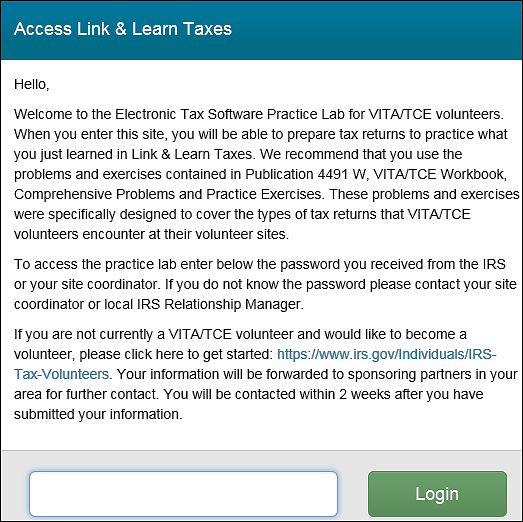 Access Link & Learn Taxes
Hello,
Welcome to the Electronic Tax Software Practice Lab for VITA/TCE volunteers.
When you enter this site, you will be able to prepare tax returns to practice what
you just learned in Link & Learn Taxes. We recommend that you use the
problems and exercises contained in Publication 4491 W, VITA/TCE Workbook,
Comprehensive Problems and Practice Exercises. These problems and exercises
were specifically designed to cover the types of tax returns that VITA/TCE
volunteers encounter at their volunteer sites.
To access the practice lab enter below the password you received from the IRS
or your site coordinator. If you do not know the password please contact your site
coordinator or local IRS Relationship Manager.
If you are not currently a VITA/TCE volunteer and would like to become a
volunteer, please click here to get started: https://www.irs.gov/Individuals/IRS-
Tax-Volunteers. Your information will be forwarded to sponsoring partners in your
area for further contact. You will be contacted within 2 weeks after you have
submitted your information.
Login